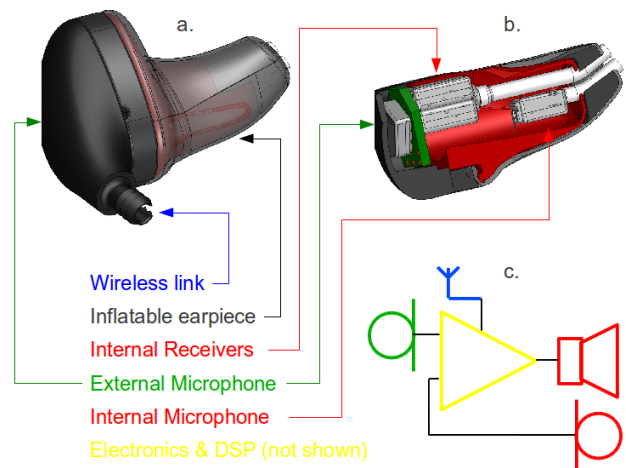 a.
b.
Wireless link
Inflatable earpiece
Internal Receivers
External Microphone
Internal Microphone
Electronics & DSP (not shown)
c.